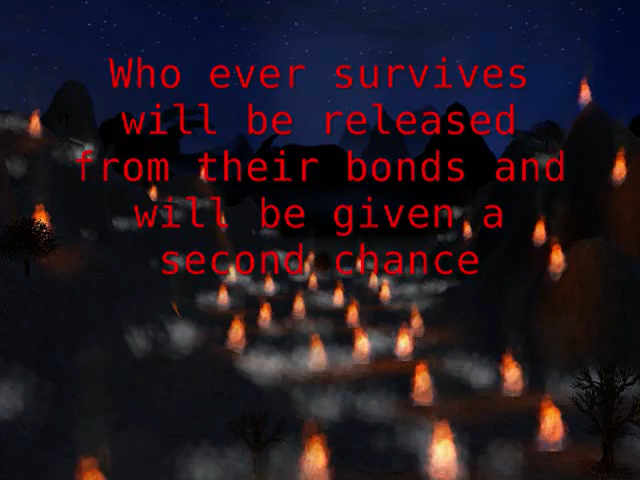 Who ever survives
will be released
from their bonds and
will be given a
second chance